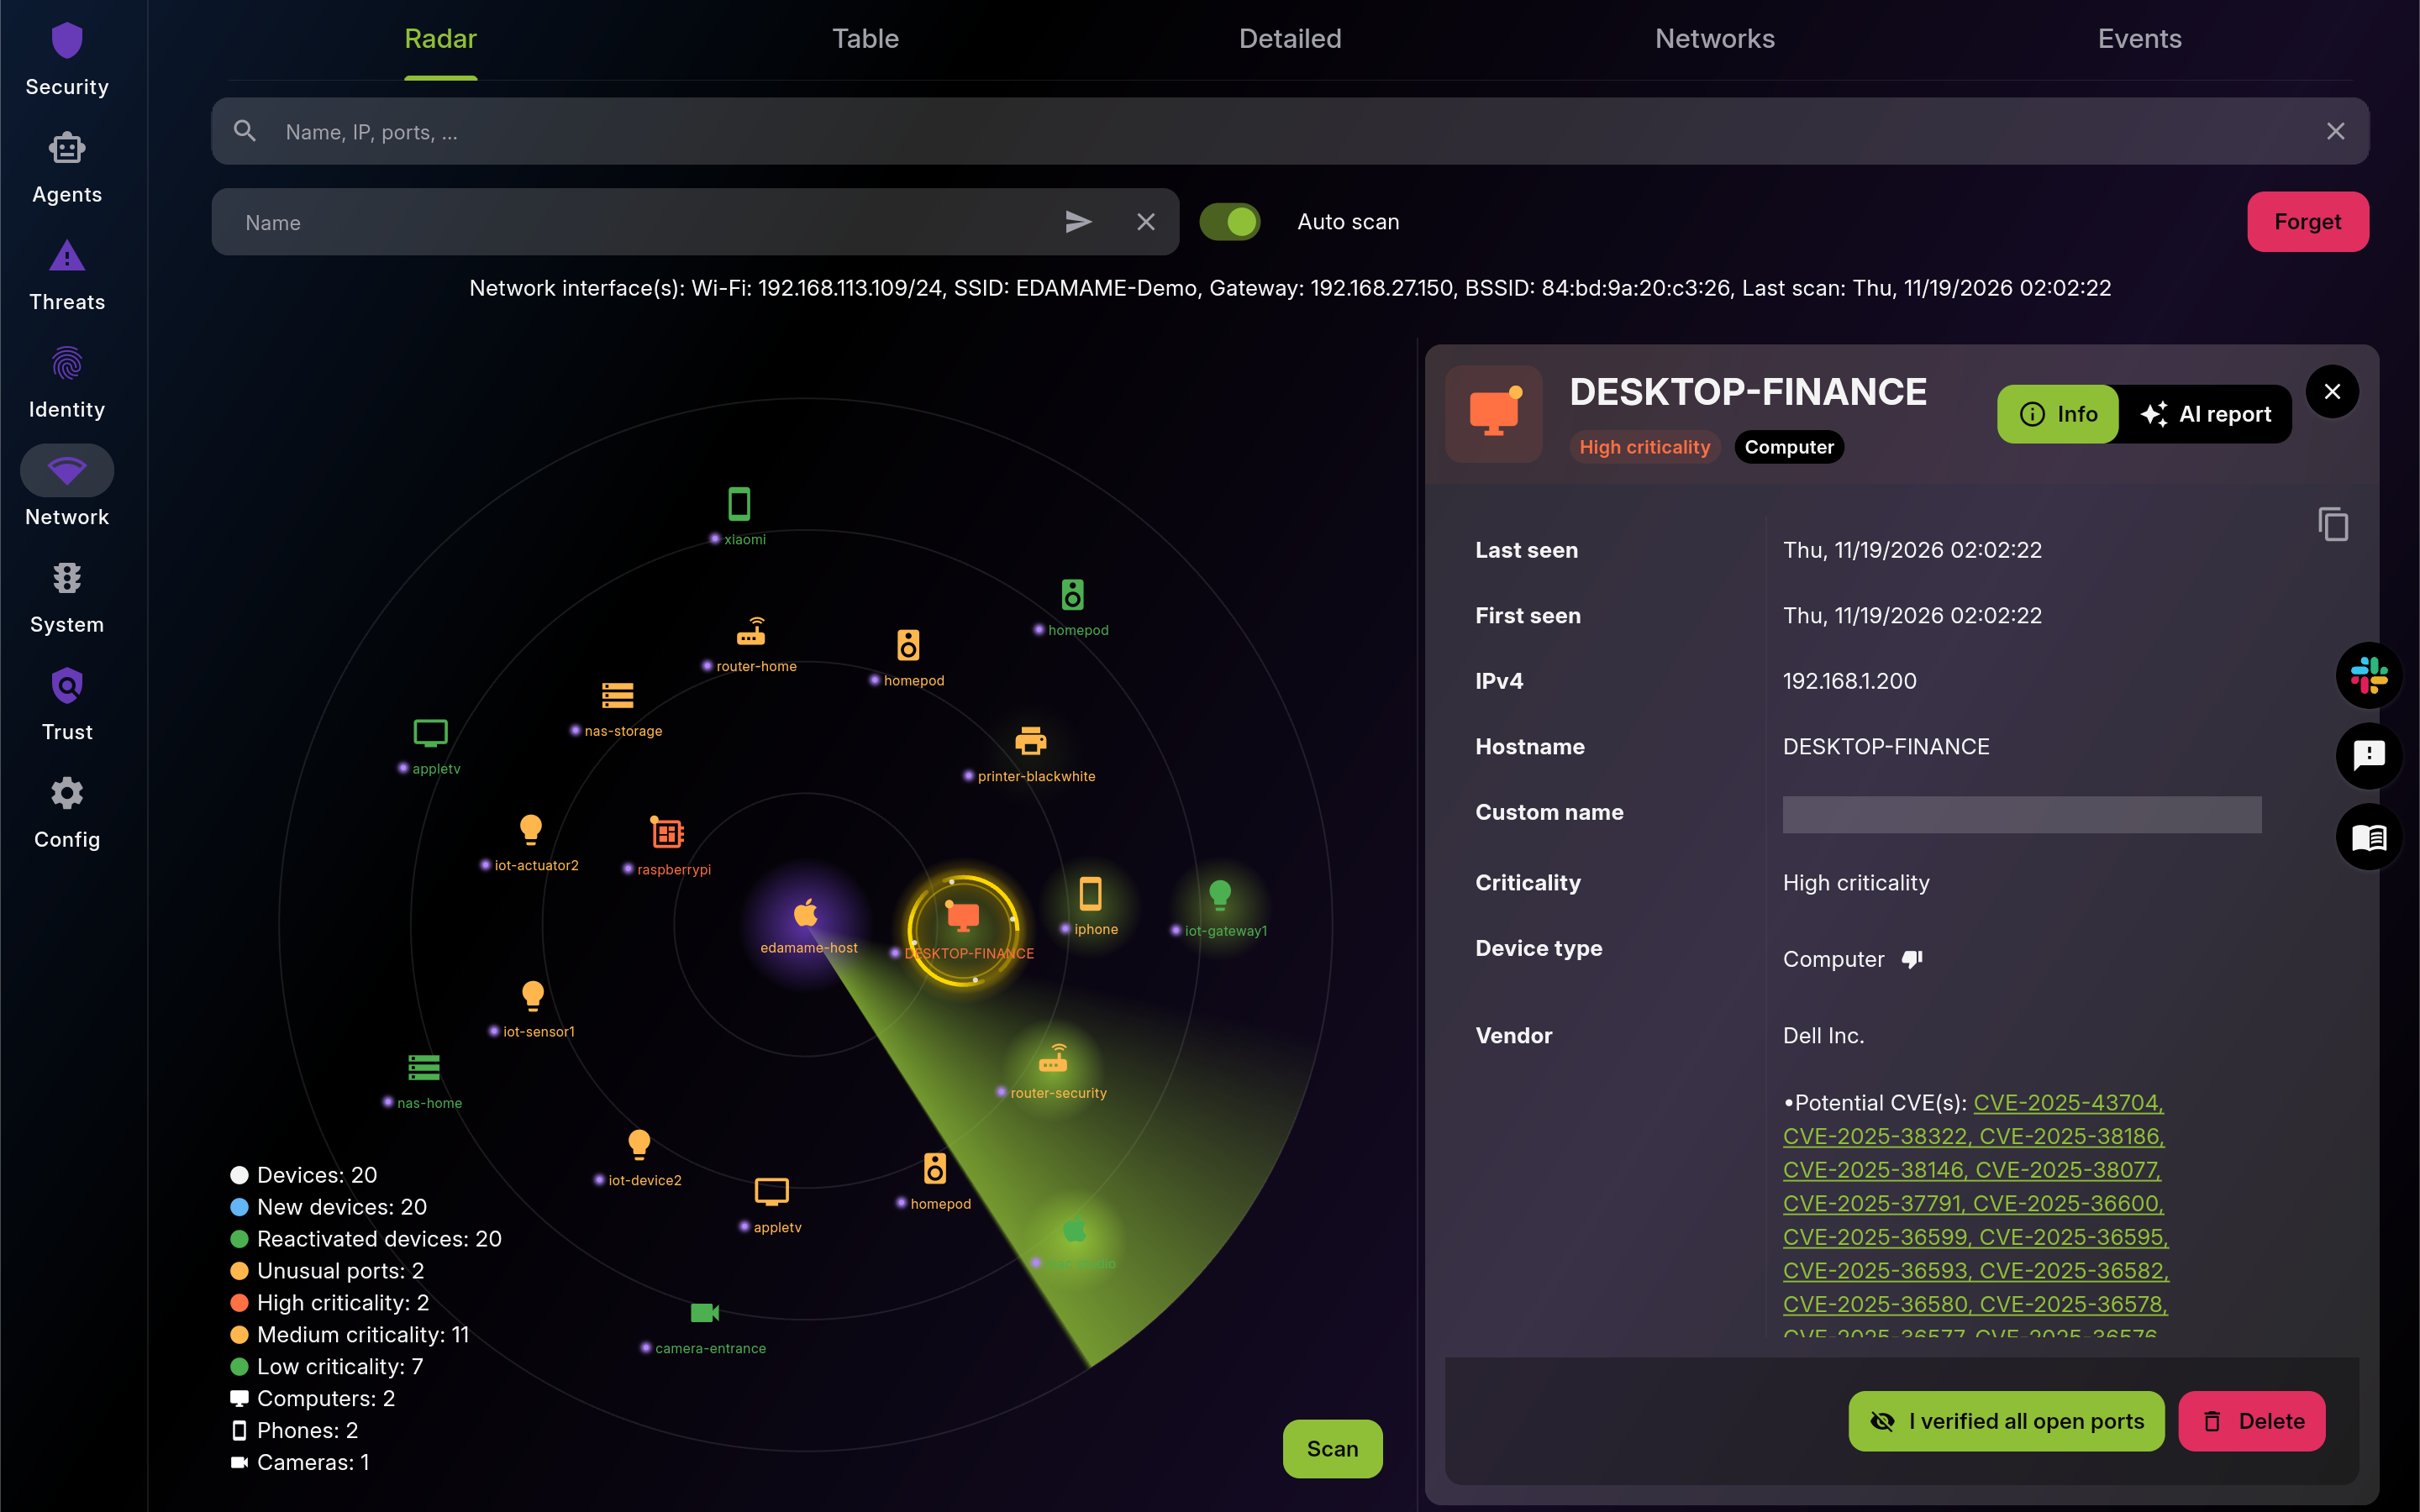 Radar
Table
Detailed
Networks
Events
Security
Agents
Threats
Identity
Network
System
Trust
Config
Name, IP, ports, ...
Name
Auto scan
Forget
Network interface(s): Wi-Fi: 192.168.113.109/24, SSID: EDAMAME-Demo, Gateway: 192.168.27.150, BSSID: 84:bd:9a:20:c3:26, Last scan: Thu, 11/19/2026 02:02:22
xiaomi
homepod
router-home
homepod
nas-storage
appletv
printer-blackwhite
iot-actuator2
raspberrypi
edamame-host
DESKTOP-FINANCE
iphone
iot-gateway1
iot-sensor1
router-security
nas-home
iot-device2
homepod
appletv
camera-entrance
Devices: 20
New devices: 20
Reactivated devices: 20
Unusual ports: 2
High criticality: 2
Medium criticality: 11
Low criticality: 7
Computers: 2
Phones: 2
Cameras: 1
Scan
DESKTOP-FINANCE
High criticality
Computer
Info
AI report
Last seen
Thu, 11/19/2026 02:02:22
First seen
Thu, 11/19/2026 02:02:22
IPv4
192.168.1.200
Hostname
DESKTOP-FINANCE
Custom name
Criticality
High criticality
Device type
Computer
Vendor
Dell Inc.
•Potential CVE(s): CVE-2025-43704,
CVE-2025-38322, CVE-2025-38186,
CVE-2025-38146, CVE-2025-38077,
CVE-2025-37791, CVE-2025-36600,
CVE-2025-36599, CVE-2025-36595,
CVE-2025-36593, CVE-2025-36582,
CVE-2025-36580, CVE-2025-36578,
CVE-2025-36577, CVE-2025-36576,
I verified all open ports
Delete